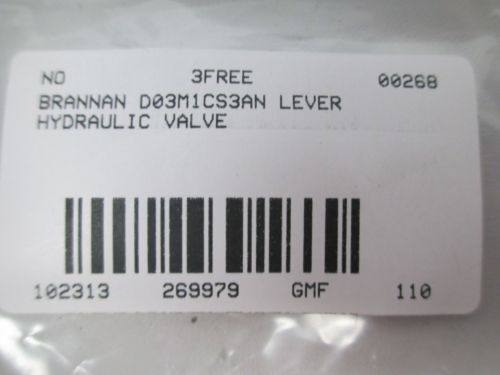 NO 3FREE 00268
BRANNAN D03M1CS3AN LEVER
HYDRAULIC VALVE
102313 269979 GMF 110